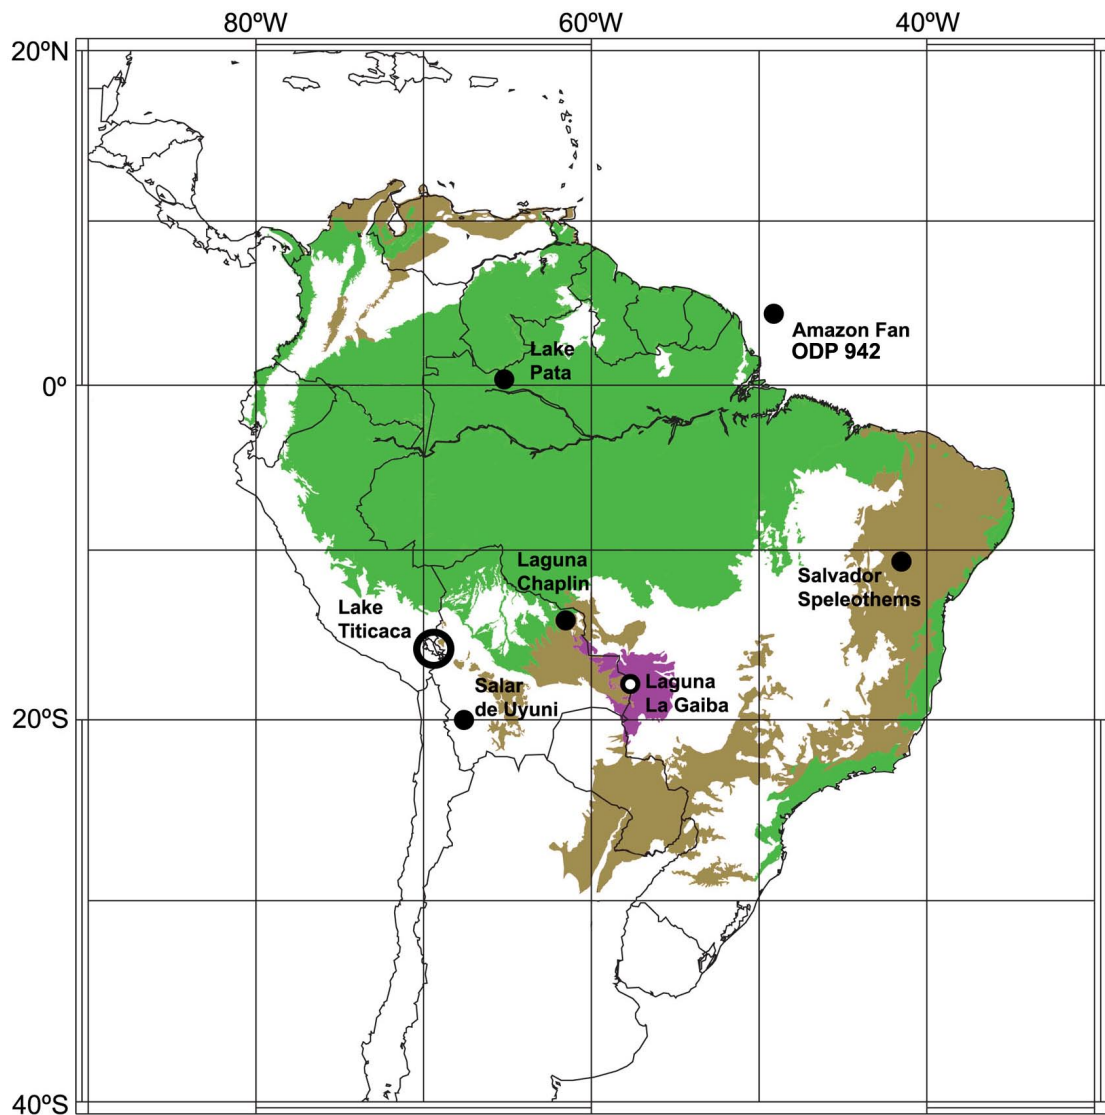 80ºW
60ºW
40ºW
20ºN
Amazon Fan
ODP 942
Lake
Pata
0º
Laguna
Chaplin
Salvador
Speleothems
Lake
Titicaca
Laguna
La Gaiba
Salar
de Uyuni
20ºS
40ºS